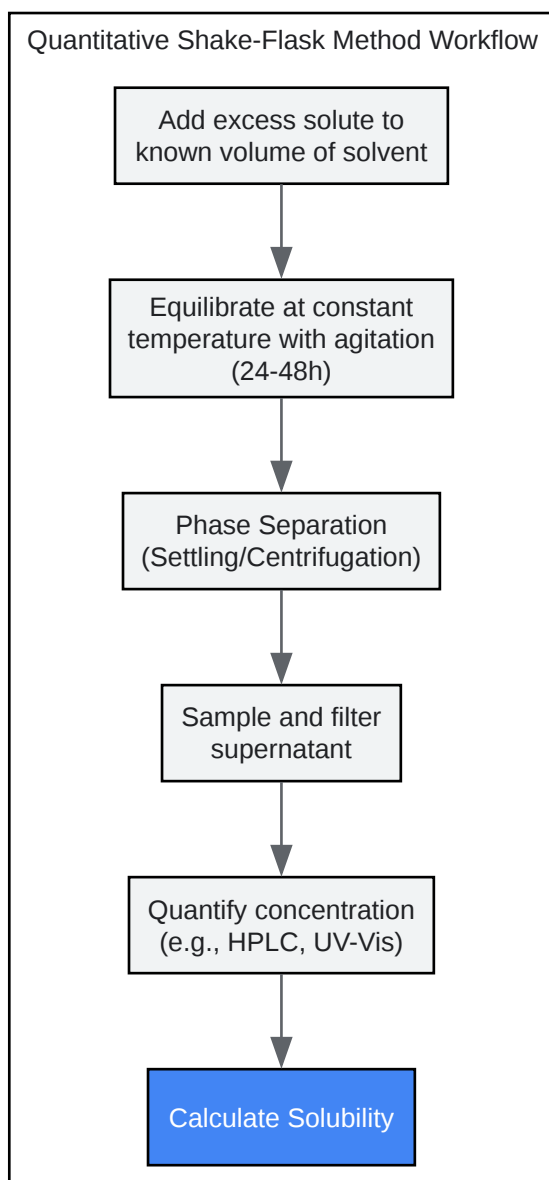 Quantitative Shake-Flask Method Workflow
Add excess solute to
known volume of solvent
Equilibrate at constant
temperature with agitation
(24-48h)
Phase Separation
(Settling/Centrifugation)
Sample and filter
supernatant
Quantify concentration
(e.g., HPLC, UV-Vis)
Calculate Solubility